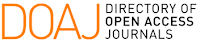 DOAJ
DIRECTORY OF
OPEN ACCESS
JOURNALS